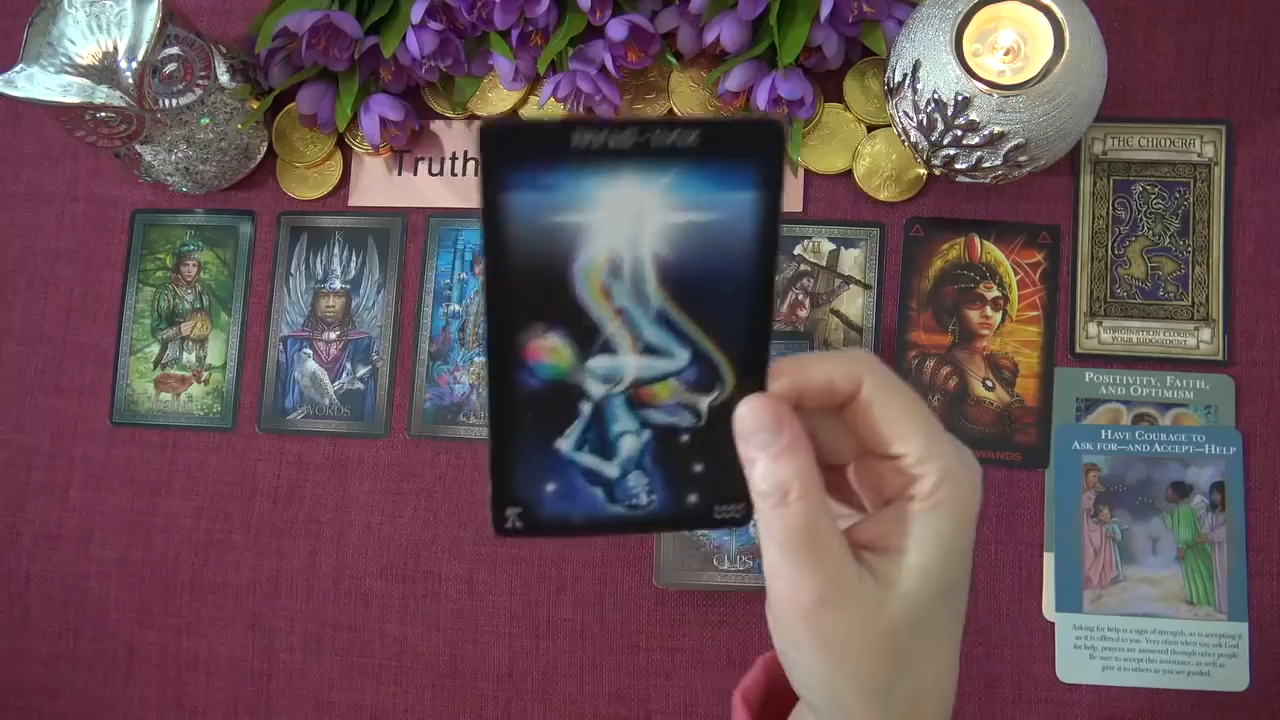 Truth
P
K
SWORDS
VII
WANDS
CUPS
THE CHIMERA
IMAGINATION CLOUDS
YOUR JUDGEMENT
POSITIVITY, FAITH,
AND OPTIMISM
HAVE COURAGE TO
ASK FOR—AND ACCEPT—HELP
Asking for help is a sign of strength, as is accepting it
as it is offered to you. Very often when you ask God
for help, prayers are answered through other people.
Be sure to accept this assistance, as well as
give it to others as you are guided.